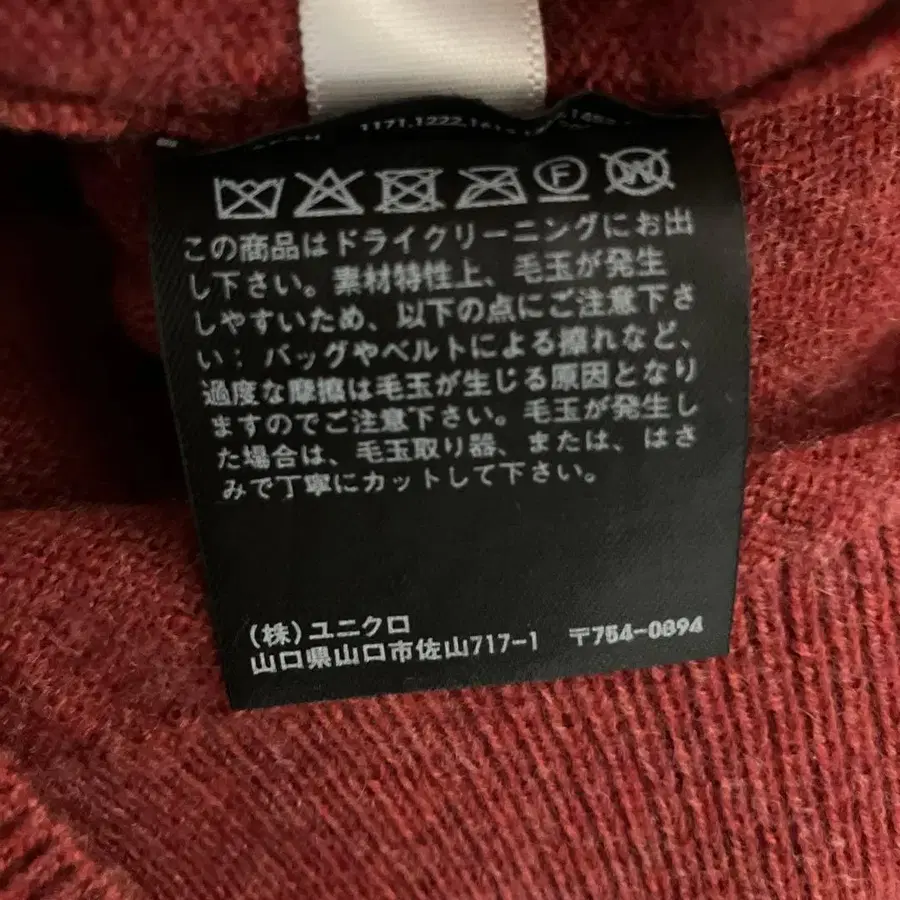 1171,1222,1614
F
W
この商品はドライクリーニングにお出
し下さい。素材特性上、毛玉が発生
しやすいため、以下の点にご注意下さ
い：バッグやベルトによる擦れなど、
過度な摩擦は毛玉が生じる原因となり
ますのでご注意下さい。毛玉が発生し
た場合は、毛玉取り器、または、はさ
みで丁寧にカットして下さい。
(株)ユニクロ
山口県山口市佐山717-1 〒754-0894